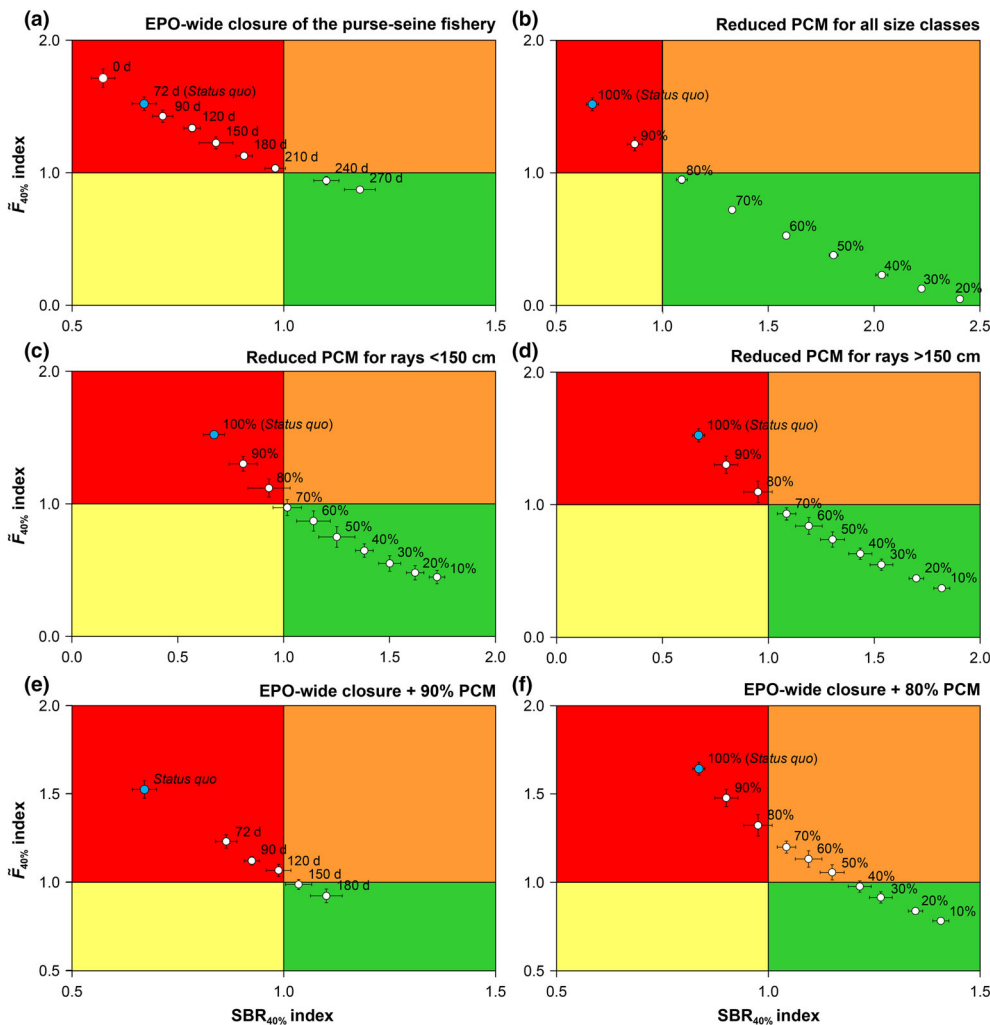 (a) EPO-wide closure of the purse-seine fishery
2.0
1.0
0.0
F̃40% index
0 d
72 d (Status quo)
90 d
120 d
150 d
180 d
210 d
240 d
270 d
0.5 1.0 1.5
(b) Reduced PCM for all size classes
2.0
1.0
0.0
100% (Status quo)
90%
80%
70%
60%
50%
40%
30%
20%
0.5 1.0 1.0 2.0 2.5
(c) Reduced PCM for rays <150 cm
2.0
1.0
0.0
F̃40% index
100% (Status quo)
90%
80%
70%
60%
50%
40%
30%
20%
10%
0.0 0.5 1.0 1.5 2.0
(d) Reduced PCM for rays >150 cm
2.0
1.0
0.0
100% (Status quo)
90%
80%
70%
60%
50%
40%
30%
20%
10%
0.0 0.5 1.0 1.5 2.0
(e) EPO-wide closure + 90% PCM
2.0
1.5
1.0
0.5
F̃40% index
Status quo
72 d
90 d
120 d
150 d
180 d
0.5 1.0 1.5
SBR40% index
(f) EPO-wide closure + 80% PCM
2.0
1.5
1.0
0.5
100% (Status quo)
90%
80%
70%
60%
50%
40%
30%
20%
10%
0.5 1.0 1.5
SBR40% index